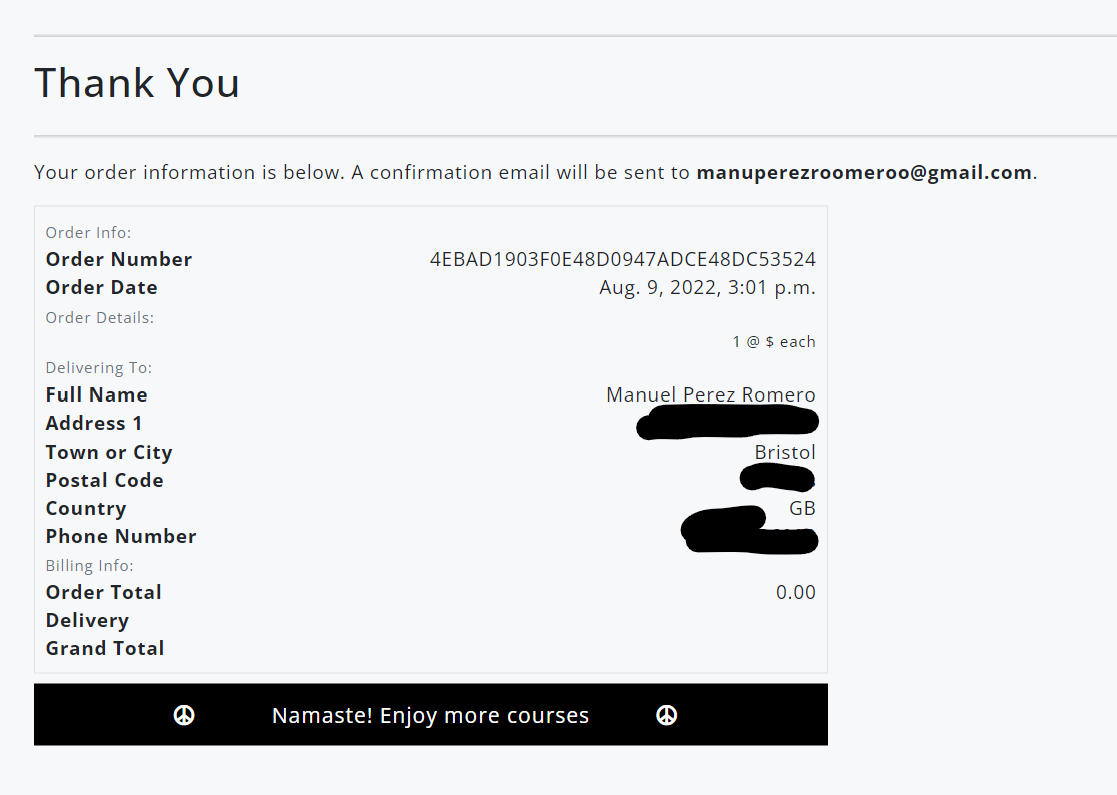 Thank You
Your order information is below. A confirmation email will be sent to manuperezroomeroo@gmail.com.
Order Info:
Order Number 4EBAD1903F0E48D0947ADCE48DC53524
Order Date Aug. 9, 2022, 3:01 p.m.
Order Details:
1 @ $ each
Delivering To:
Full Name Manuel Perez Romero
Address 1
Town or City Bristol
Postal Code
Country GB
Phone Number
Billing Info:
Order Total 0.00
Delivery
Grand Total
Namaste! Enjoy more courses